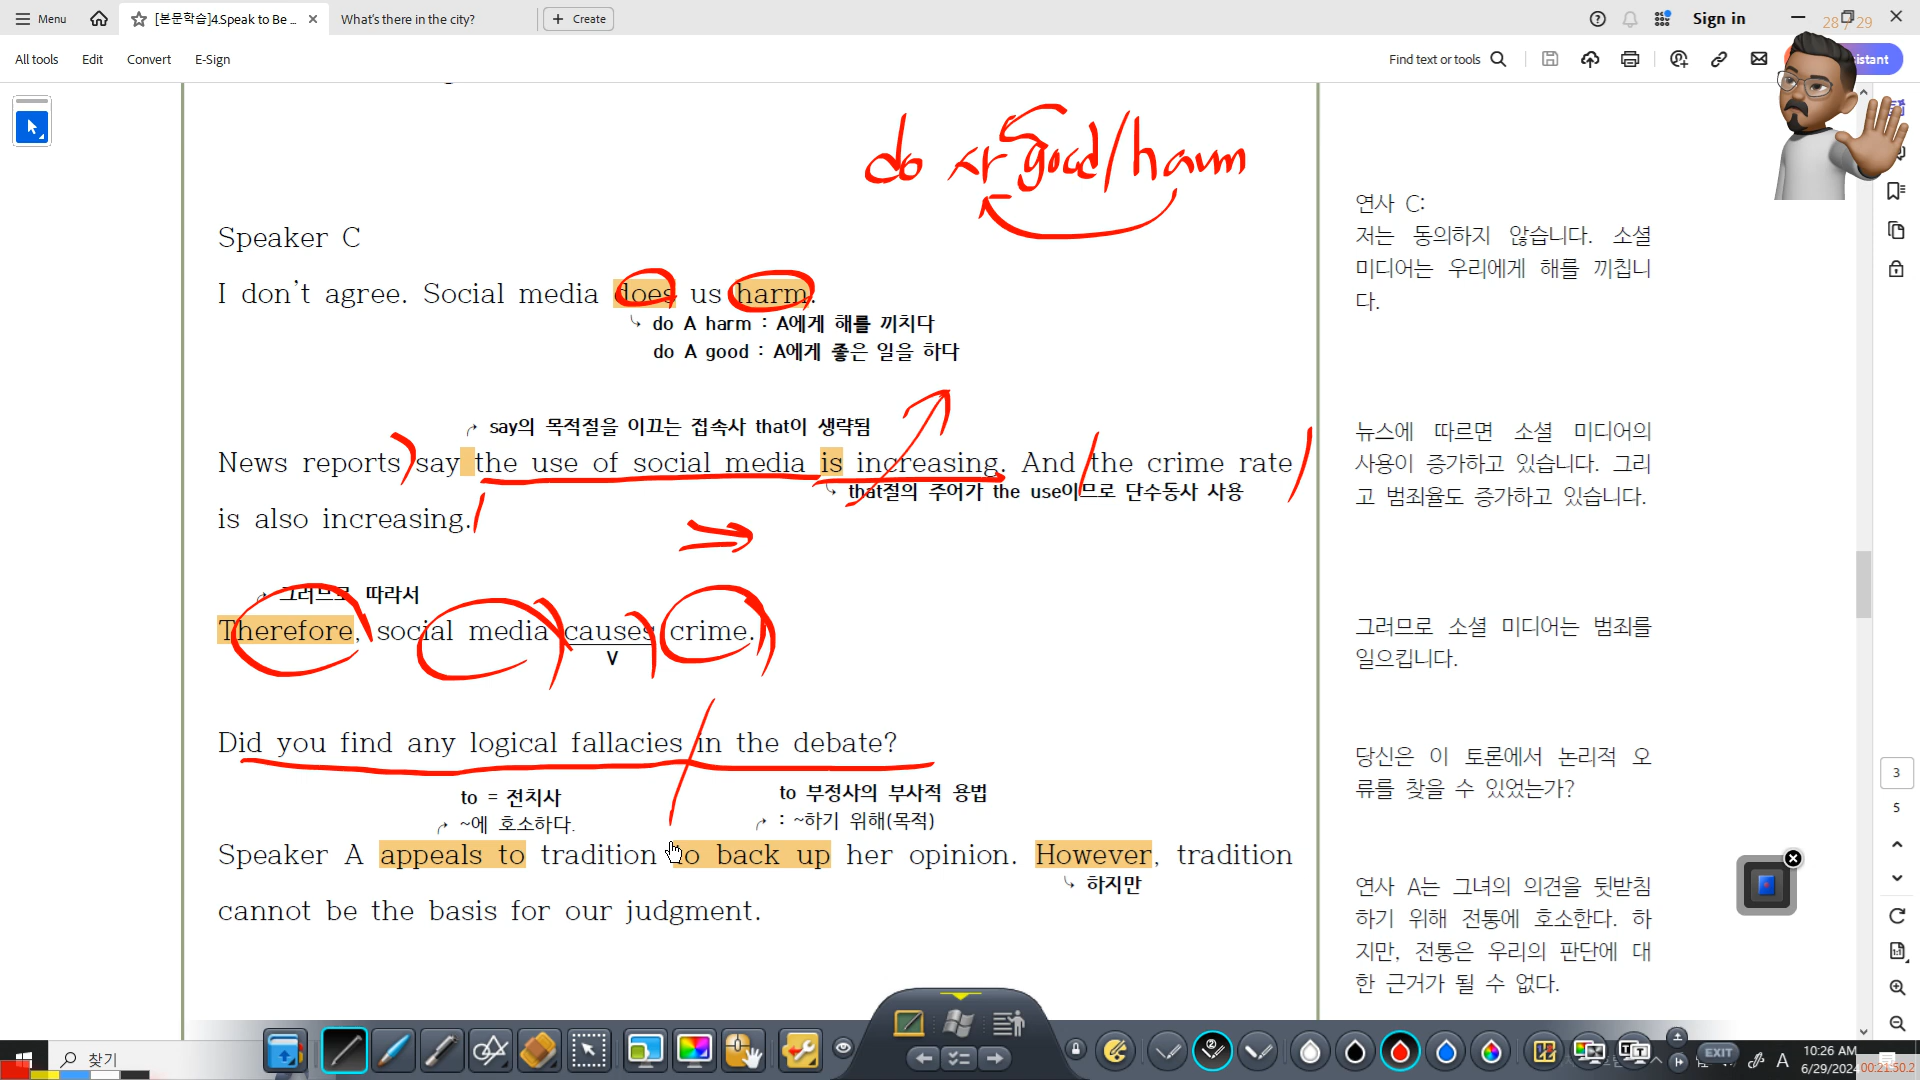 Menu
[본문학습]4.Speak to Be ...
What's there in the city?
Create
Sign in
28 / 29
All tools
Edit
Convert
E-Sign
Find text or tools
istant
do 사 good/harm
Speaker C
I don't agree. Social media does us harm.
do A harm : A에게 해를 끼치다
do A good : A에게 좋은 일을 하다
say의 목적절을 이끄는 접속사 that이 생략됨
News reports say the use of social media is increasing. And the crime rate
that절의 주어가 the use이므로 단수동사 사용
is also increasing.
그러므로 따라서
Therefore, social media causes crime.
V
Did you find any logical fallacies in the debate?
to = 전치사
~에 호소하다.
to 부정사의 부사적 용법
: ~하기 위해(목적)
Speaker A appeals to tradition to back up her opinion. However, tradition
하지만
cannot be the basis for our judgment.
연사 C:
저는 동의하지 않습니다. 소셜
미디어는 우리에게 해를 끼칩니
다.
뉴스에 따르면 소셜 미디어의
사용이 증가하고 있습니다. 그리
고 범죄율도 증가하고 있습니다.
그러므로 소셜 미디어는 범죄를
일으킵니다.
당신은 이 토론에서 논리적 오
류를 찾을 수 있었는가?
연사 A는 그녀의 의견을 뒷받침
하기 위해 전통에 호소한다. 하
지만, 전통은 우리의 판단에 대
한 근거가 될 수 없다.
3
5
찾기
EXIT
A
10:26 AM
6/29/2024
00:21:50.2